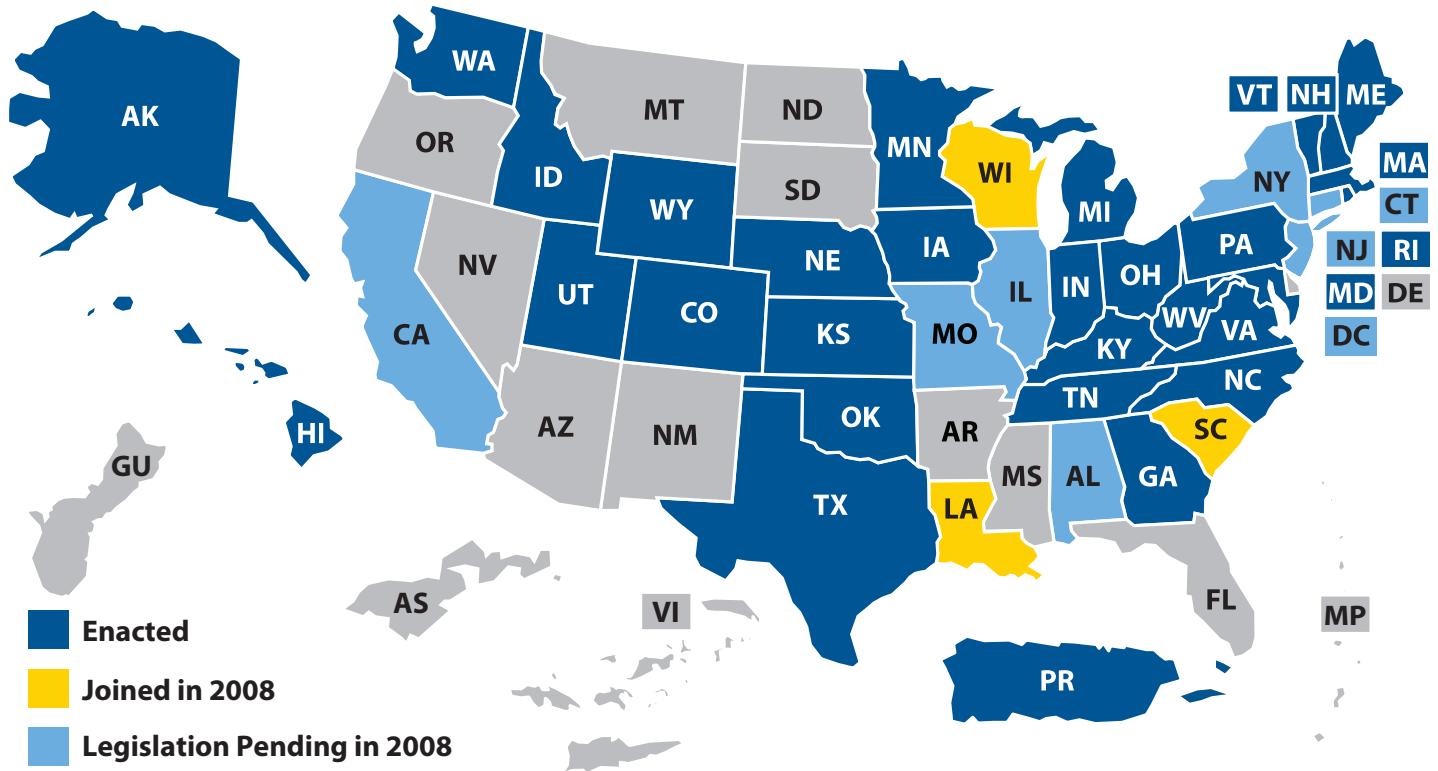 VT NH ME
WA
AK
MT
ND
OR
MN
MA
WI
ID
SD
NY
CT
WY
MI
NJ RI
PA
IA
NE
NV
OH
UT
IN
IL
MD DE
CO
WV
VA
DC
CA
MO
KS
KY
NC
TN
OK
HI
AZ
NM
AR
SC
GU
MS
AL
GA
TX
LA
AS
VI
FL
MP
Enacted
PR
Joined in 2008
Legislation Pending in 2008